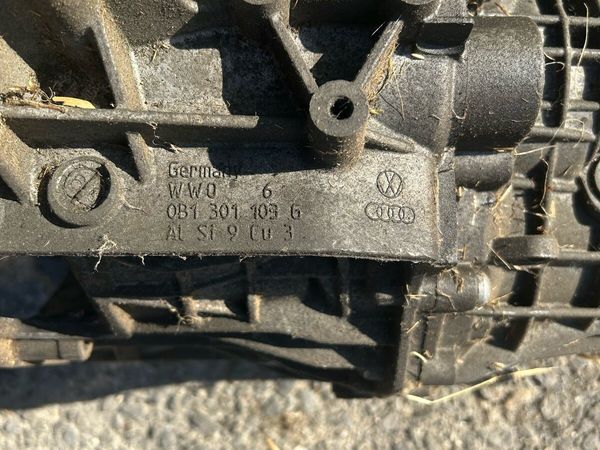 Germany
WWO 6
0B1 301 103 G
AL SI 9 Cu 3